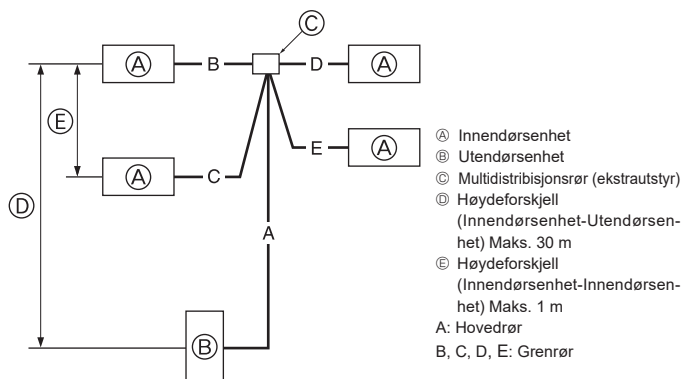 Ⓒ
Ⓐ B D Ⓐ
Ⓔ
Ⓐ C E Ⓐ
Ⓓ
A
Ⓑ
Ⓐ Innendørsenhet
Ⓑ Utendørsenhet
Ⓒ Multidistribisjonsrør (ekstrautstyr)
Ⓓ Høydeforskjell
(Innendørsenhet-Utendørsen-
het) Maks. 30 m
Ⓔ Høydeforskjell
(Innendørsenhet-Innendørsen-
het) Maks. 1 m
A: Hovedrør
B, C, D, E: Grenrør